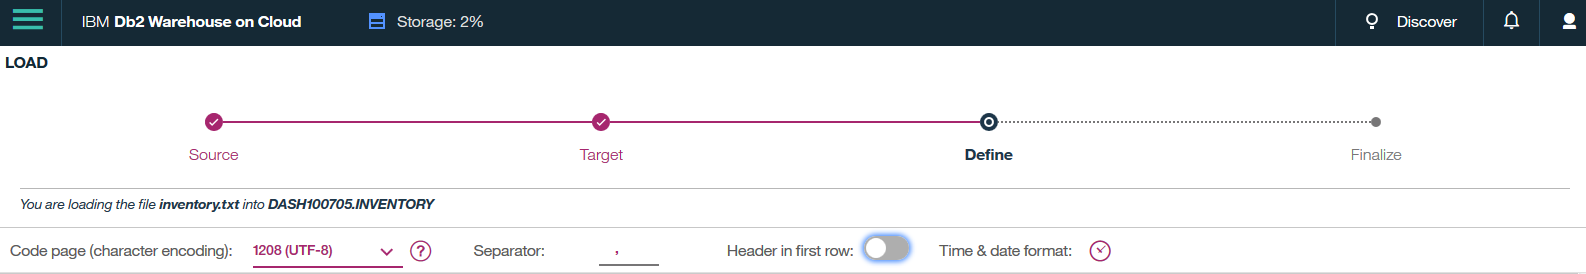 IBM Db2 Warehouse on Cloud Storage: 2% Discover
LOAD
Source Target Define Finalize
You are loading the file inventory.txt into DASH100705.INVENTORY
Code page (character encoding): 1208 (UTF-8) ? Separator: , Header in first row: Time & date format: